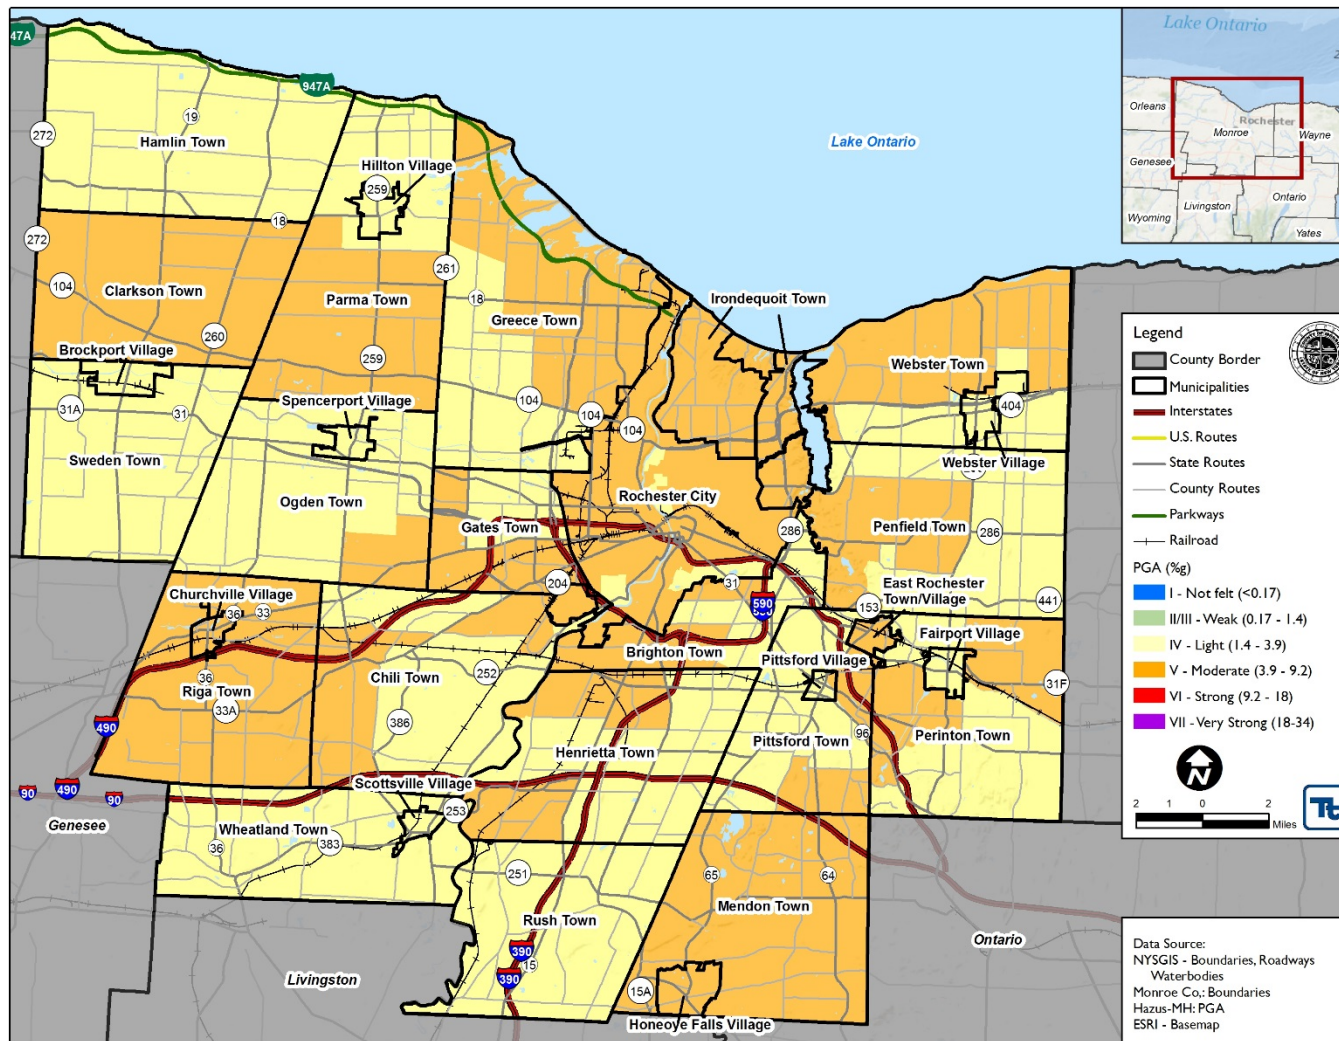 47A
947A
Lake Ontario
Orleans
Rochester
Monroe
Wayne
Genesee
Livingston
Ontario
Wyoming
Yates
272
19
Hamlin Town
Hillton Village
259
Lake Ontario
18
272
261
104
Clarkson Town
Parma Town
18
Greece Town
Irondequoit Town
260
259
Brockport Village
Webster Town
31A
31
Spencerport Village
104
104
104
404
Sweden Town
Webster Village
Ogden Town
Rochester City
Gates Town
286
Penfield Town
286
204
31
590
East Rochester
Town/Village
153
441
Churchville Village
36
33
Fairport Village
Brighton Town
Pittsford Village
36
Riga Town
33A
Chili Town
252
31F
386
490
Henrietta Town
Pittsford Town
96
Perinton Town
Scottsville Village
90
490
90
253
Genesee
Wheatland Town
36
383
251
65
64
Mendon Town
Rush Town
Ontario
390
15
390
Livingston
15A
Honeoye Falls Village
Legend
County Border
Municipalities
Interstates
U.S. Routes
State Routes
County Routes
Parkways
Railroad
PGA (%g)
I - Not felt (<0.17)
II/III - Weak (0.17 - 1.4)
IV - Light (1.4 - 3.9)
V - Moderate (3.9 - 9.2)
VI - Strong (9.2 - 18)
VII - Very Strong (18-34)
N
2 1 0 2
Miles
Data Source:
NYSGIS - Boundaries, Roadways
Waterbodies
Monroe Co,: Boundaries
Hazus-MH: PGA
ESRI - Basemap